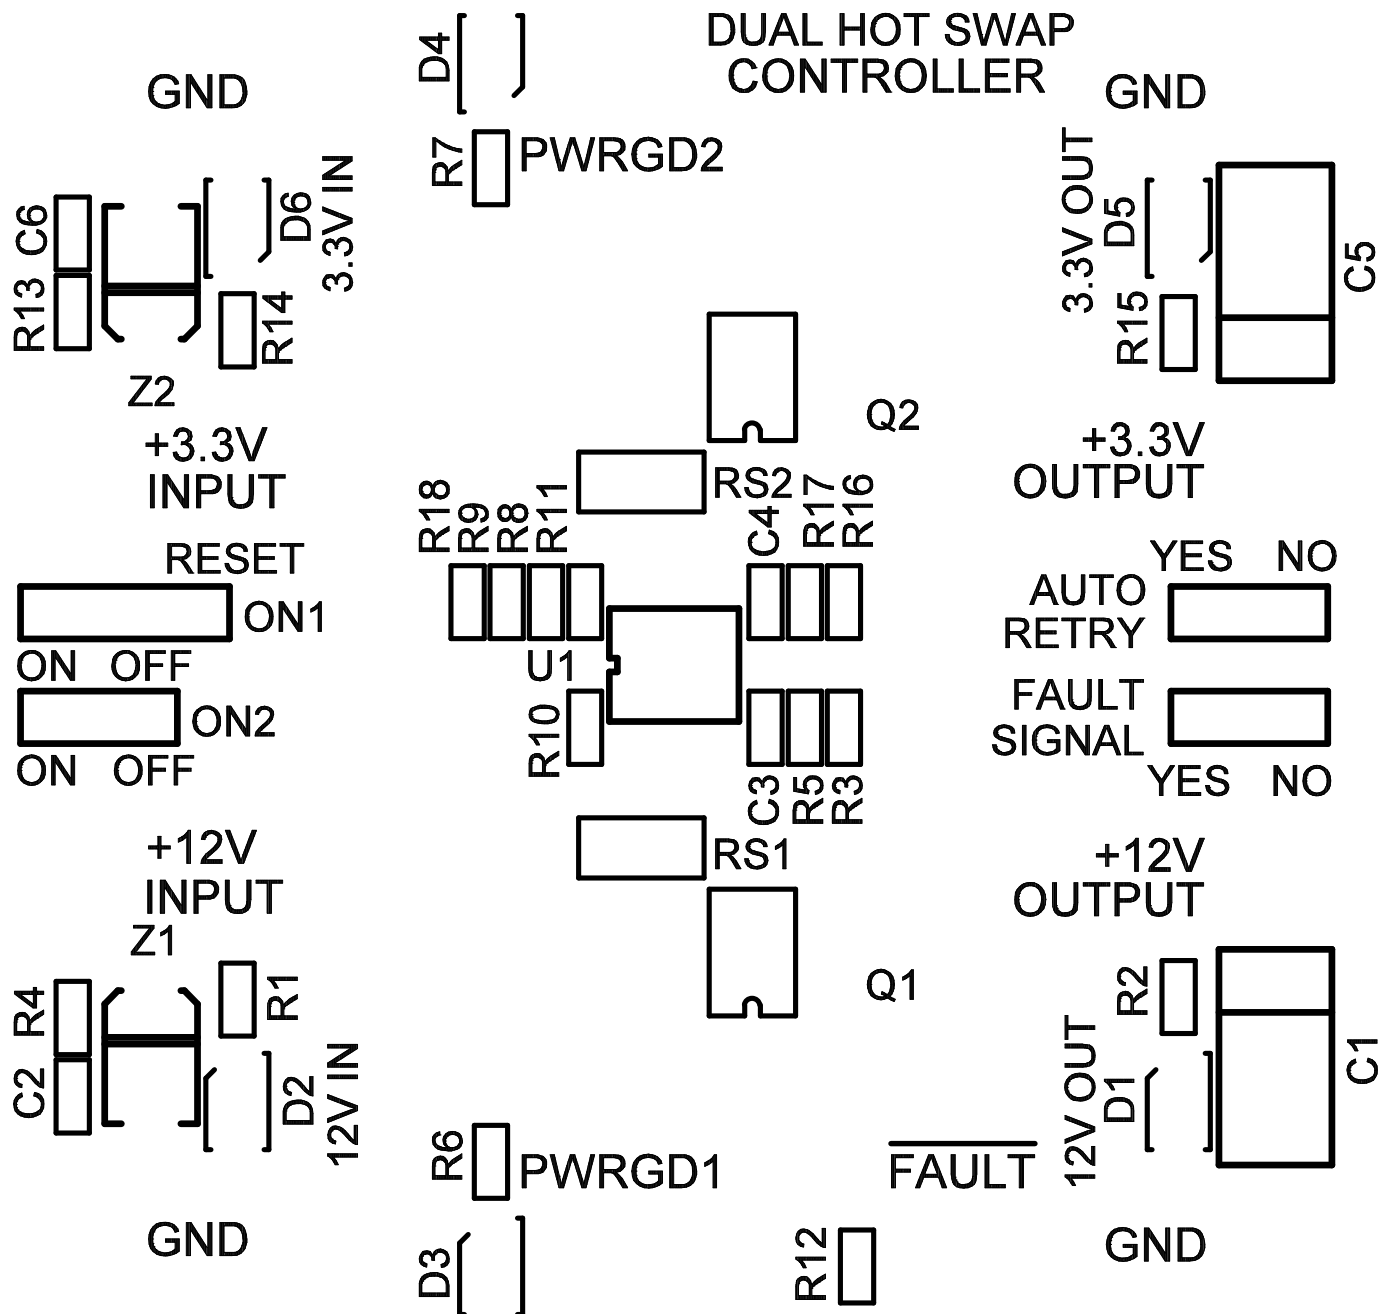 DUAL HOT SWAP
CONTROLLER
D4
GND
GND
R7
PWRGD2
C6
D6
3.3V IN
3.3V OUT
D5
C5
R13
R14
R15
Z2
Q2
+3.3V
INPUT
+3.3V
OUTPUT
RS2
R18
R9
R8
R11
C4
R17
R16
RESET
ON1
ON OFF
YES NO
AUTO
RETRY
U1
ON2
ON OFF
FAULT
SIGNAL
YES NO
R10
C3
R5
R3
+12V
INPUT
RS1
+12V
OUTPUT
Z1
R4
R1
Q1
R2
C1
C2
D2
12V IN
12V OUT
D1
R6
PWRGD1
FAULT
GND
D3
R12
GND